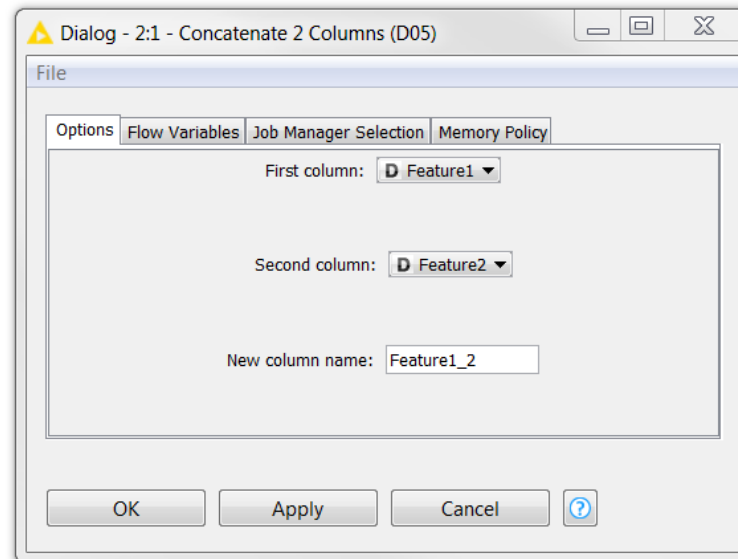 Dialog - 2:1 - Concatenate 2 Columns (D05)
File
Options Flow Variables Job Manager Selection Memory Policy
First column: D Feature1
Second column: D Feature2
New column name: Feature1_2
OK Apply Cancel ?